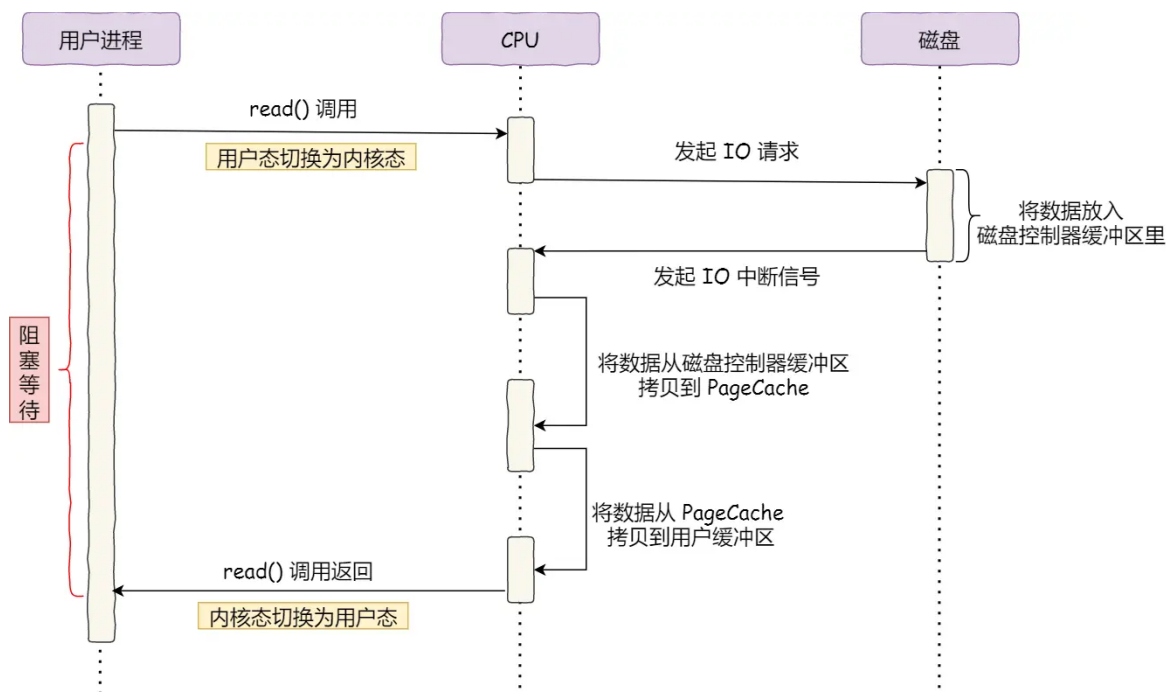 用户进程
CPU
磁盘
read() 调用
用户态切换为内核态
发起 IO 请求
将数据放入
磁盘控制器缓冲区里
发起 IO 中断信号
阻
塞
等
待
将数据从磁盘控制器缓冲区
拷贝到 PageCache
将数据从 PageCache
拷贝到用户缓冲区
read() 调用返回
内核态切换为用户态